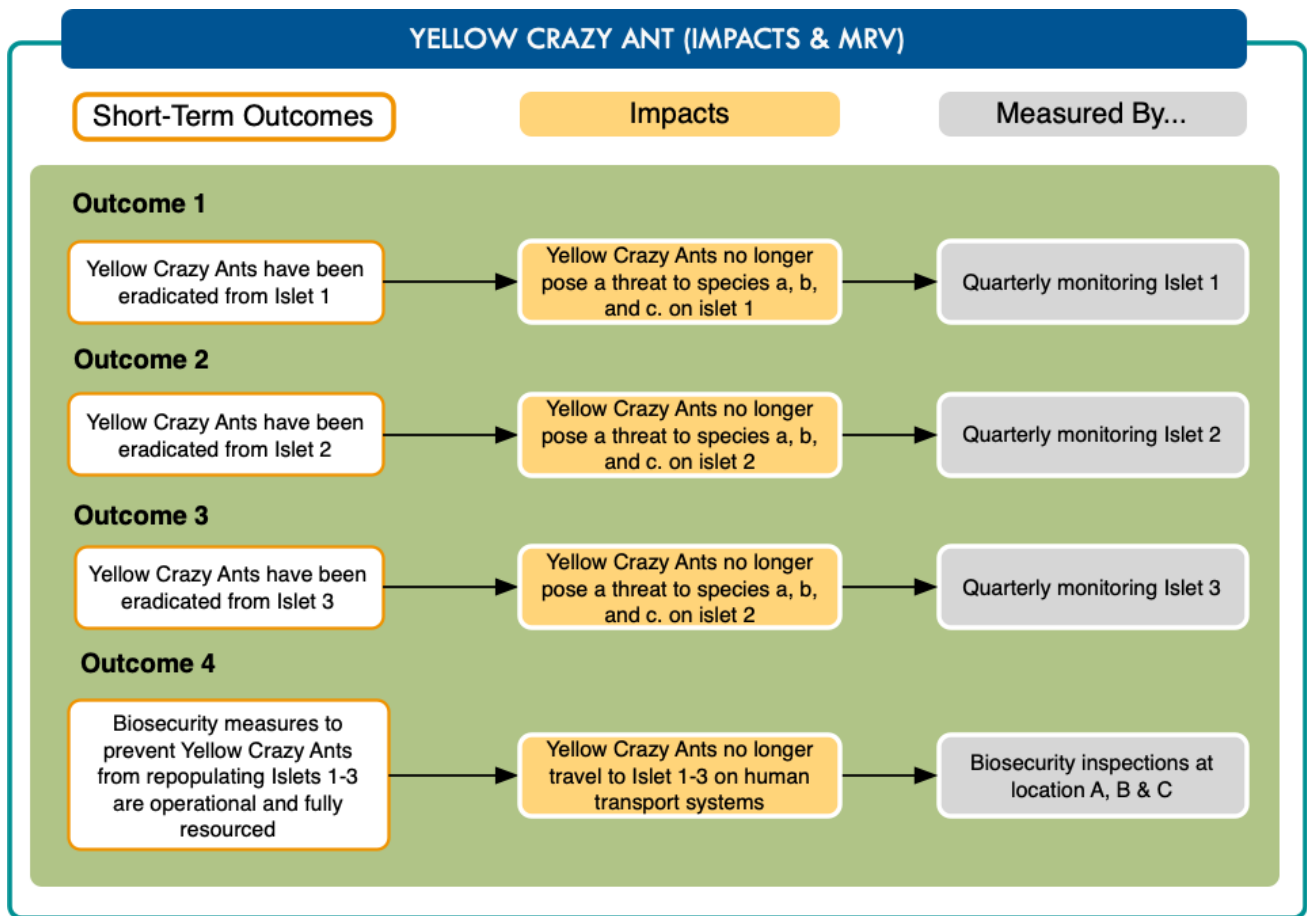 YELLOW CRAZY ANT (IMPACTS & MRV)
Short-Term Outcomes
Impacts
Measured By...
Outcome 1
Yellow Crazy Ants have been
eradicated from Islet 1
Yellow Crazy Ants no longer
pose a threat to species a, b,
and c. on islet 1
Quarterly monitoring Islet 1
Outcome 2
Yellow Crazy Ants have been
eradicated from Islet 2
Yellow Crazy Ants no longer
pose a threat to species a, b,
and c. on islet 2
Quarterly monitoring Islet 2
Outcome 3
Yellow Crazy Ants have been
eradicated from Islet 3
Yellow Crazy Ants no longer
pose a threat to species a, b,
and c. on islet 2
Quarterly monitoring Islet 3
Outcome 4
Biosecurity measures to
prevent Yellow Crazy Ants
from repopulating Islets 1-3
are operational and fully
resourced
Yellow Crazy Ants no longer
travel to Islet 1-3 on human
transport systems
Biosecurity inspections at
location A, B & C